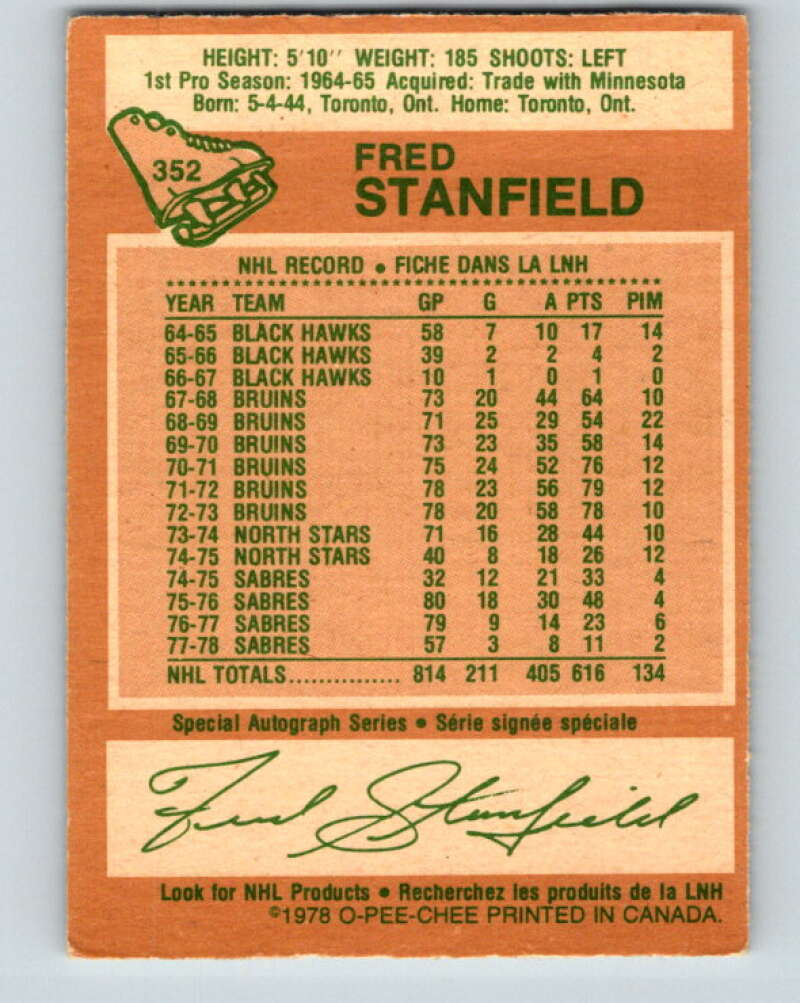 HEIGHT: 5'10'' WEIGHT: 185 SHOOTS: LEFT
1st Pro Season: 1964-65 Acquired: Trade with Minnesota
Born: 5-4-44, Toronto, Ont. Home: Toronto, Ont.
352
FRED
STANFIELD
NHL RECORD • FICHE DANS LA LNH
YEAR TEAM GP G A PTS PIM
64-65 BLACK HAWKS 58 7 10 17 14
65-66 BLACK HAWKS 39 2 2 4 2
66-67 BLACK HAWKS 10 1 0 1 0
67-68 BRUINS 73 20 44 64 10
68-69 BRUINS 71 25 29 54 22
69-70 BRUINS 73 23 35 58 14
70-71 BRUINS 75 24 52 76 12
71-72 BRUINS 78 23 56 79 12
72-73 BRUINS 78 20 58 78 10
73-74 NORTH STARS 71 16 28 44 10
74-75 NORTH STARS 40 8 18 26 12
74-75 SABRES 32 12 21 33 4
75-76 SABRES 80 18 30 48 4
76-77 SABRES 79 9 14 23 6
77-78 SABRES 57 3 8 11 2
NHL TOTALS................ 814 211 405 616 134
Special Autograph Series • Série signée spéciale
Fred Stanfield
Look for NHL Products • Recherchez les produits de la LNH
©1978 O-PEE-CHEE PRINTED IN CANADA.